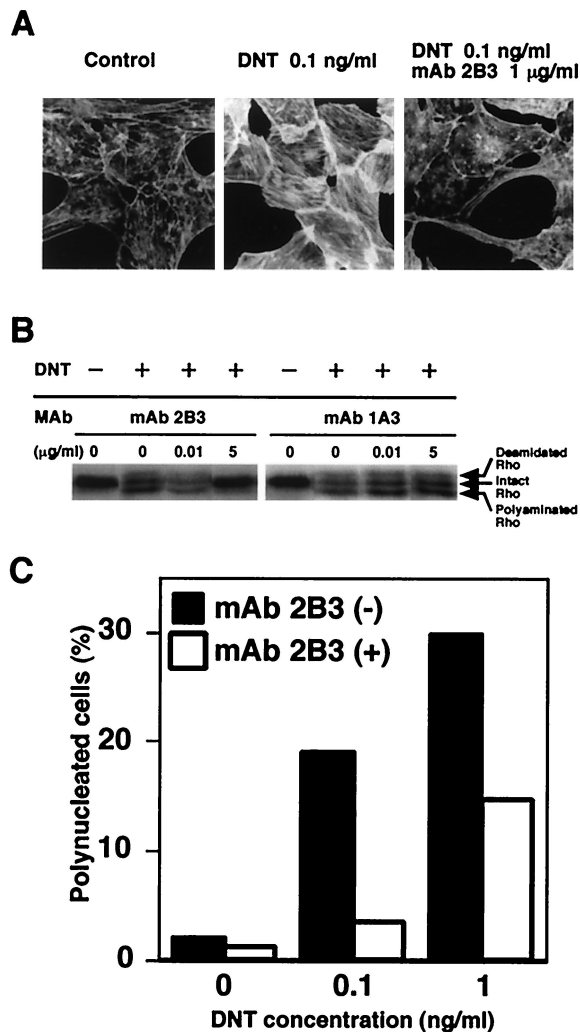 A
Control
DNT 0.1 ng/ml
DNT 0.1 ng/ml
mAb 2B3 1 μg/ml
B
DNT − + + + − + + +
MAb mAb 2B3 mAb 1A3
(μg/ml) 0 0 0.01 5 0 0 0.01 5
Deamidated
Rho
Intact
Rho
Polyaminated
Rho
C
mAb 2B3 (-)
mAb 2B3 (+)
Polynucleated cells (%)
30
20
10
0
0 0.1 1
DNT concentration (ng/ml)